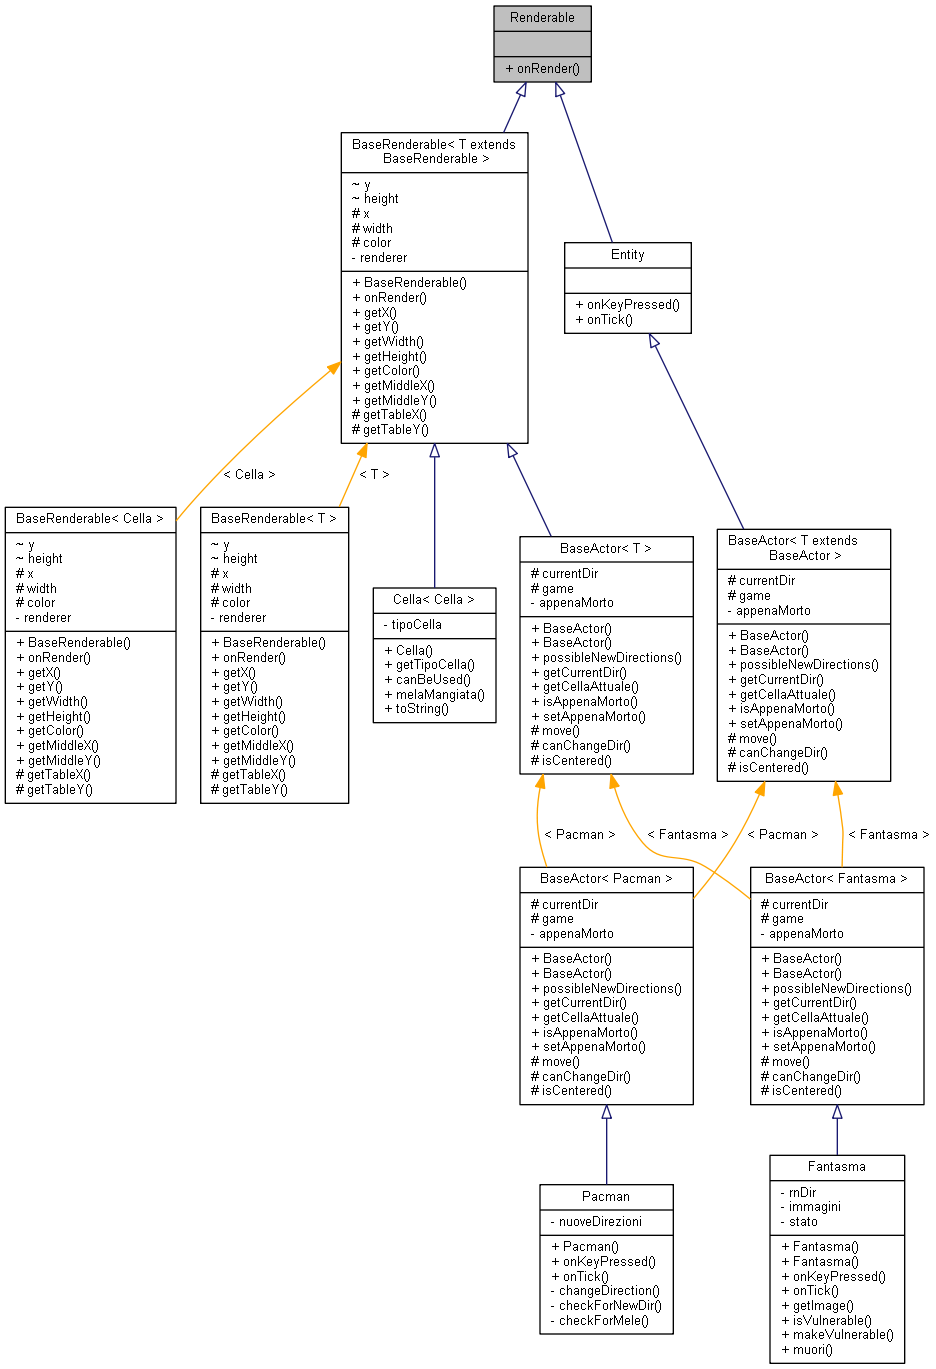 Renderable
+ onRender()
BaseRenderable< T extends
BaseRenderable >
~ y
~ height
# x
# width
# color
- renderer
+ BaseRenderable()
+ onRender()
+ getX()
+ getY()
+ getWidth()
+ getHeight()
+ getColor()
+ getMiddleX()
+ getMiddleY()
# getTableX()
# getTableY()
Entity
+ onKeyPressed()
+ onTick()
< Cella >
< T >
BaseRenderable< Cella >
~ y
~ height
# x
# width
# color
- renderer
+ BaseRenderable()
+ onRender()
+ getX()
+ getY()
+ getWidth()
+ getHeight()
+ getColor()
+ getMiddleX()
+ getMiddleY()
# getTableX()
# getTableY()
BaseRenderable< T >
~ y
~ height
# x
# width
# color
- renderer
+ BaseRenderable()
+ onRender()
+ getX()
+ getY()
+ getWidth()
+ getHeight()
+ getColor()
+ getMiddleX()
+ getMiddleY()
# getTableX()
# getTableY()
Cella< Cella >
- tipoCella
+ Cella()
+ getTipoCella()
+ canBeUsed()
+ melaMangiata()
+ toString()
BaseActor< T >
# currentDir
# game
- appenaMorto
+ BaseActor()
+ BaseActor()
+ possibleNewDirections()
+ getCurrentDir()
+ getCellaAttuale()
+ isAppenaMorto()
+ setAppenaMorto()
# move()
# canChangeDir()
# isCentered()
BaseActor< T extends
BaseActor >
# currentDir
# game
- appenaMorto
+ BaseActor()
+ BaseActor()
+ possibleNewDirections()
+ getCurrentDir()
+ getCellaAttuale()
+ isAppenaMorto()
+ setAppenaMorto()
# move()
# canChangeDir()
# isCentered()
< Pacman >
< Fantasma >
< Pacman >
< Fantasma >
BaseActor< Pacman >
# currentDir
# game
- appenaMorto
+ BaseActor()
+ BaseActor()
+ possibleNewDirections()
+ getCurrentDir()
+ getCellaAttuale()
+ isAppenaMorto()
+ setAppenaMorto()
# move()
# canChangeDir()
# isCentered()
BaseActor< Fantasma >
# currentDir
# game
- appenaMorto
+ BaseActor()
+ BaseActor()
+ possibleNewDirections()
+ getCurrentDir()
+ getCellaAttuale()
+ isAppenaMorto()
+ setAppenaMorto()
# move()
# canChangeDir()
# isCentered()
Pacman
- nuoveDirezioni
+ Pacman()
+ onKeyPressed()
+ onTick()
- changeDirection()
- checkForNewDir()
- checkForMele()
Fantasma
- rnDir
- immagini
- stato
+ Fantasma()
+ Fantasma()
+ onKeyPressed()
+ onTick()
+ getImage()
+ isVulnerable()
+ makeVulnerable()
+ muori()